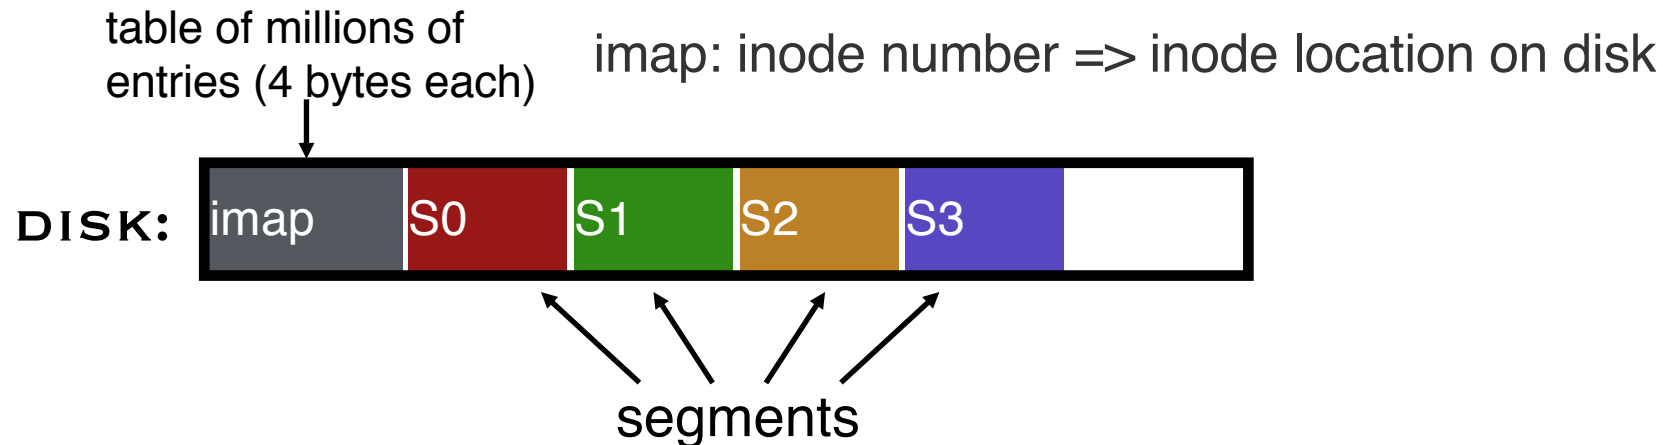 table of millions of
entries (4 bytes each)
imap: inode number => inode location on disk
DISK:
imap
S0
S1
S2
S3
segments